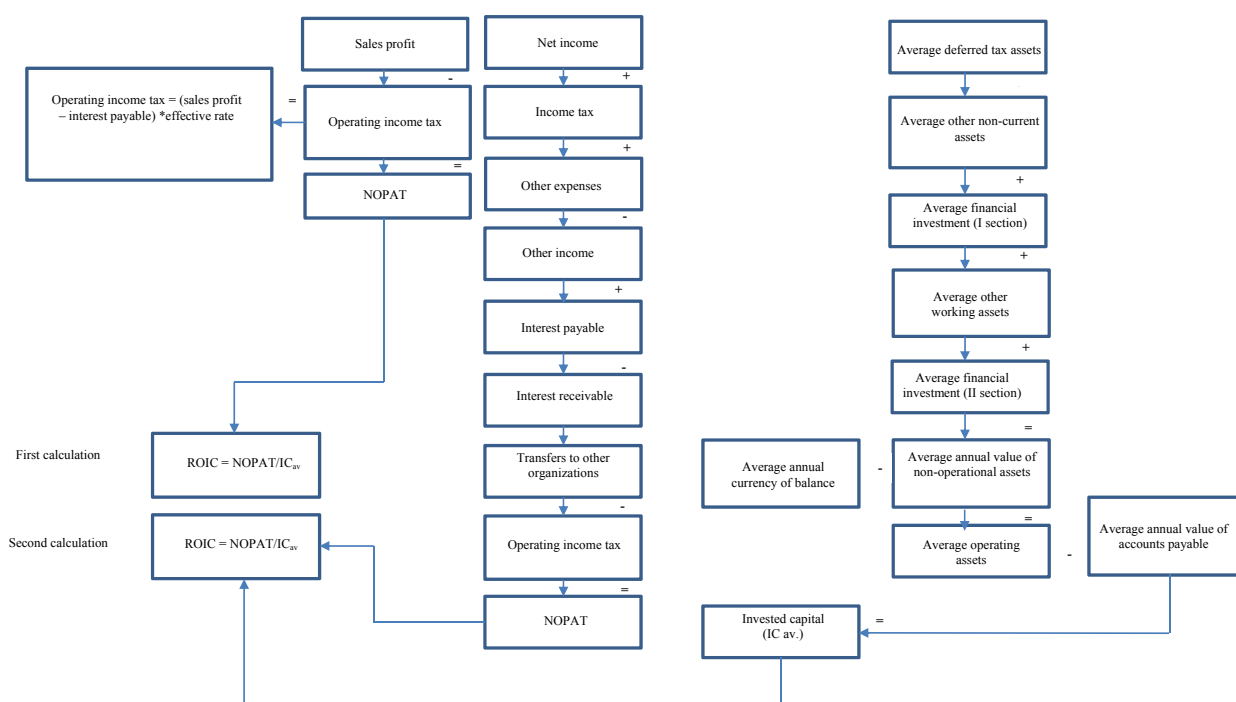 Sales profit
-
Operating income tax = (sales profit
– interest payable) *effective rate
=
Operating income tax
=
NOPAT
Net income
+
Income tax
+
Other expenses
-
Other income
+
Interest payable
-
Interest receivable
Transfers to other
organizations
-
Operating income tax
=
NOPAT
First calculation
ROIC = NOPAT/ICav
Second calculation
ROIC = NOPAT/ICav
Average deferred tax assets
Average other non-current
assets
+
Average financial
investment (I section)
+
Average other
working assets
+
Average financial
investment (II section)
=
Average annual
currency of balance
-
Average annual value of
non-operational assets
=
Average operating
assets
-
Average annual value of
accounts payable
Invested capital
(IC av.)
=